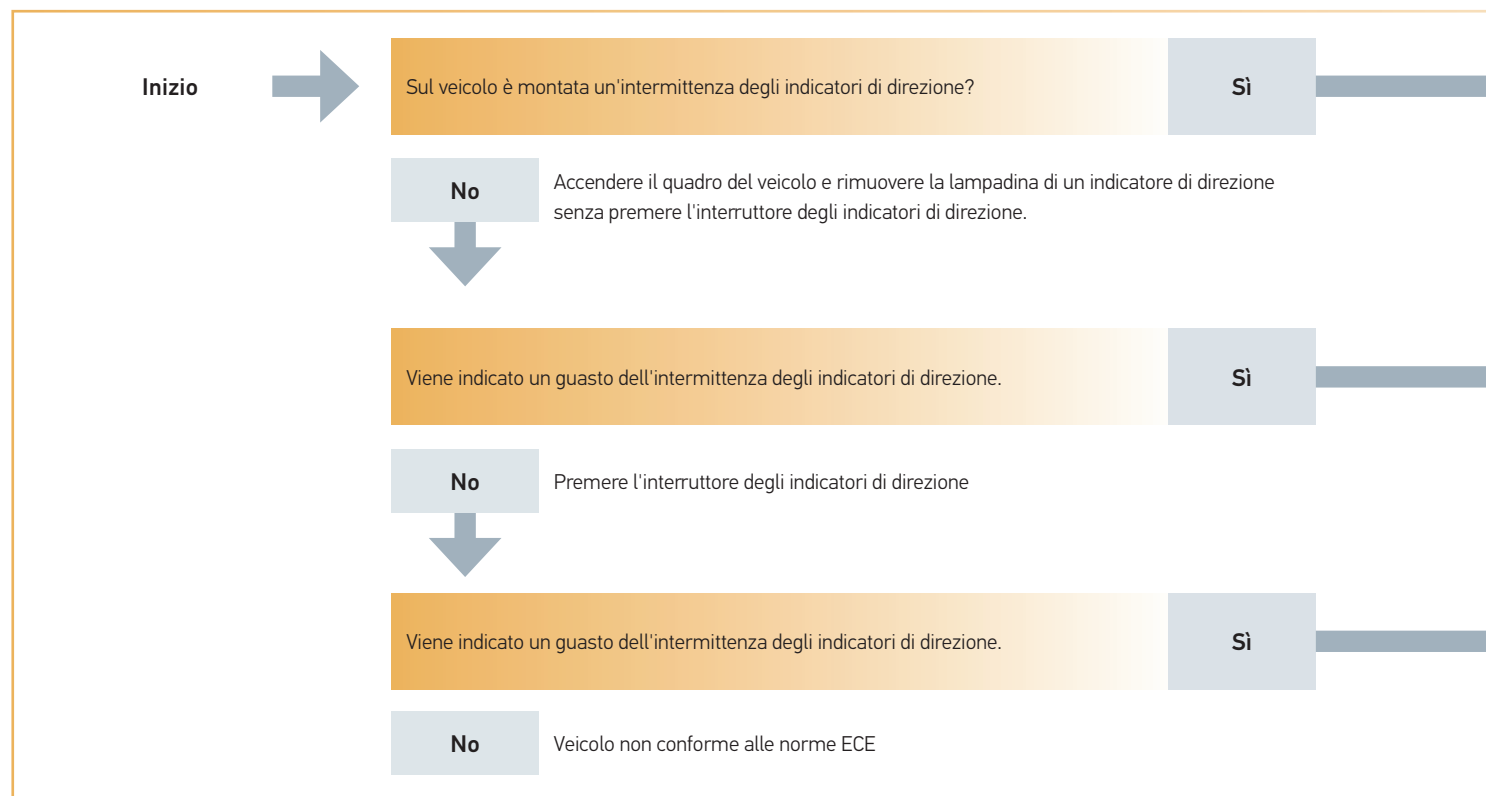 Inizio
Sul veicolo è montata un'intermittenza degli indicatori di direzione?
Sì
No
Accendere il quadro del veicolo e rimuovere la lampadina di un indicatore di direzione
senza premere l'interruttore degli indicatori di direzione.
Viene indicato un guasto dell'intermittenza degli indicatori di direzione.
Sì
No
Premere l'interruttore degli indicatori di direzione
Viene indicato un guasto dell'intermittenza degli indicatori di direzione.
Sì
No
Veicolo non conforme alle norme ECE